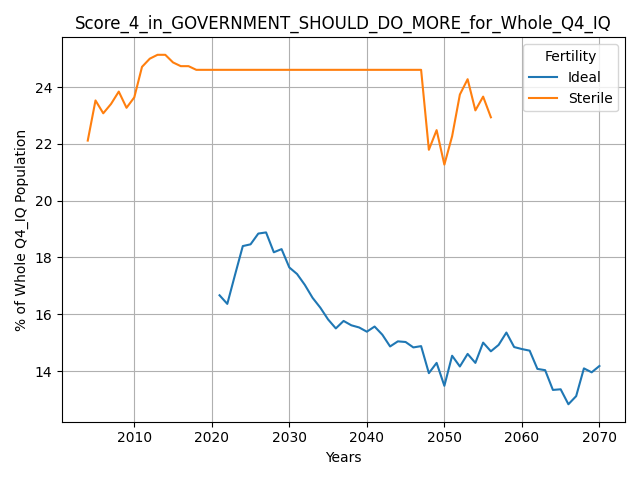 Score_4_in_GOVERNMENT_SHOULD_DO_MORE_for_Whole_Q4_IQ
Fertility
Ideal
Sterile
% of Whole Q4_IQ Population
24
22
20
18
16
14
2010 2020 2030 2040 2050 2060 2070
Years